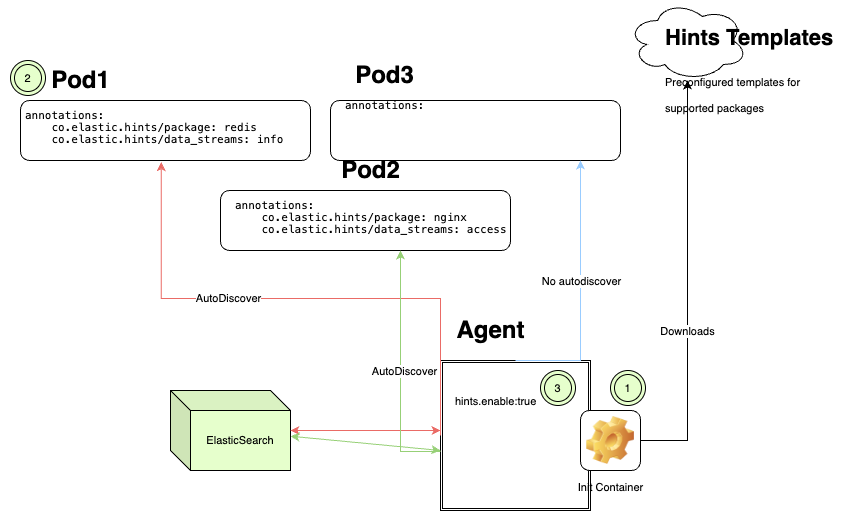 Hints Templates
Preconfigured templates for
supported packages
2
Pod1
annotations:
co.elastic.hints/package: redis
co.elastic.hints/data_streams: info
Pod3
annotations:
Pod2
annotations:
co.elastic.hints/package: nginx
co.elastic.hints/data_streams: access
No autodiscover
AutoDiscover
Downloads
Agent
AutoDiscover
hints.enable:true
3
1
ElasticSearch
Init Container